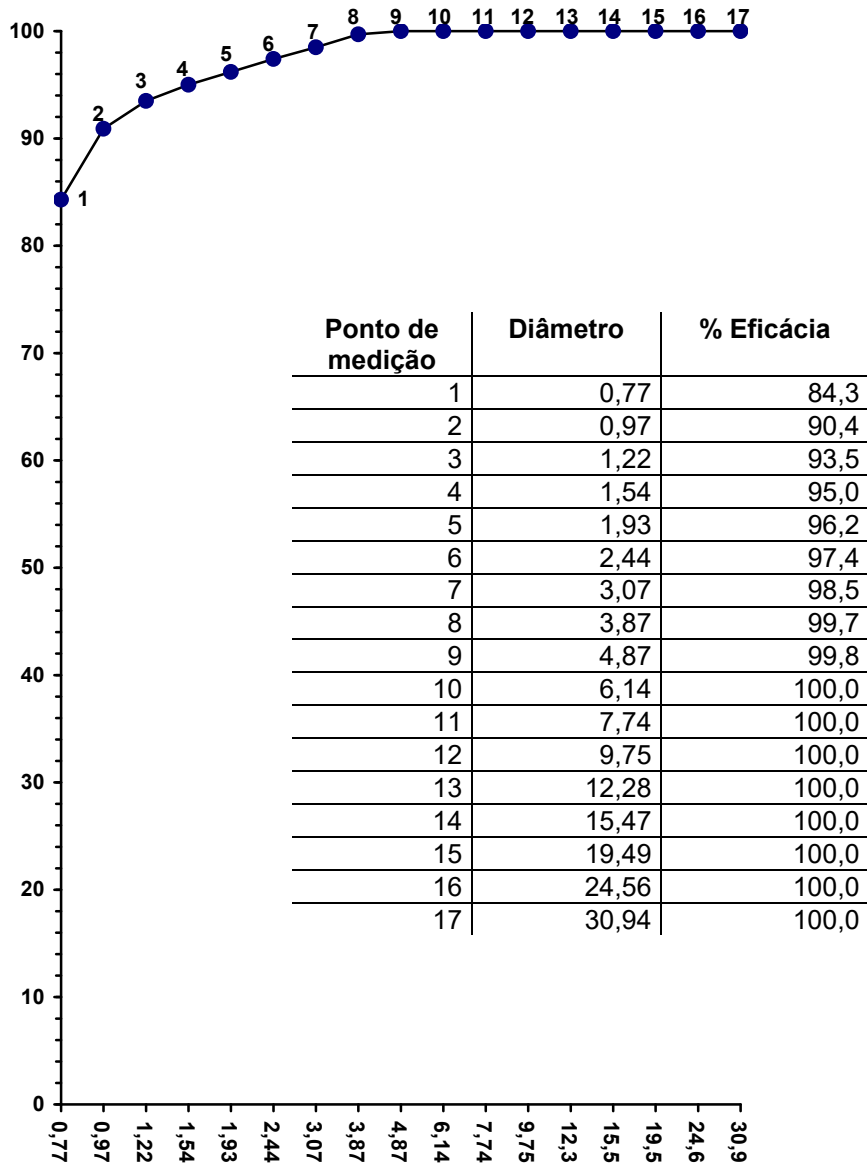 100
90
80
70
60
50
40
30
20
10
0
1
2
3
4
5
6
7
8
9
10
11
12
13
14
15
16
17
Ponto de medição Diâmetro % Eficácia
1 0,77 84,3
2 0,97 90,4
3 1,22 93,5
4 1,54 95,0
5 1,93 96,2
6 2,44 97,4
7 3,07 98,5
8 3,87 99,7
9 4,87 99,8
10 6,14 100,0
11 7,74 100,0
12 9,75 100,0
13 12,28 100,0
14 15,47 100,0
15 19,49 100,0
16 24,56 100,0
17 30,94 100,0
0,77
0,97
1,22
1,54
1,93
2,44
3,07
3,87
4,87
6,14
7,74
9,75
12,3
15,5
19,5
24,6
30,9